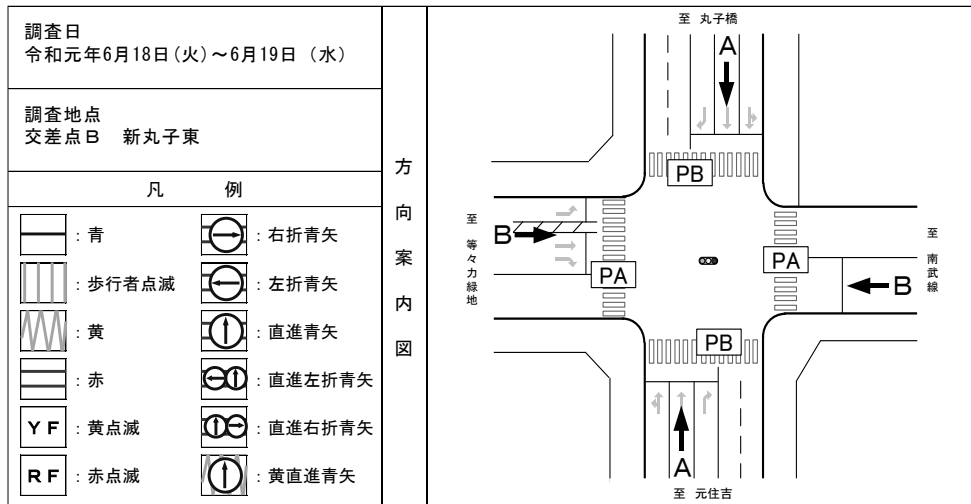 調査日
令和元年6月18日(火)～6月19日 (水)
調査地点
交差点B 新丸子東
凡 例
: 青
: 右折青矢
: 歩行者点滅
: 左折青矢
: 黄
: 直進青矢
: 赤
: 直進左折青矢
YF : 黄点滅
: 直進右折青矢
RF : 赤点滅
: 黄直進青矢
方向案内図
至 丸子橋
A
PB
至 等々力緑地
B
PA
PA
B
至 南武線
PB
A
至 元住吉